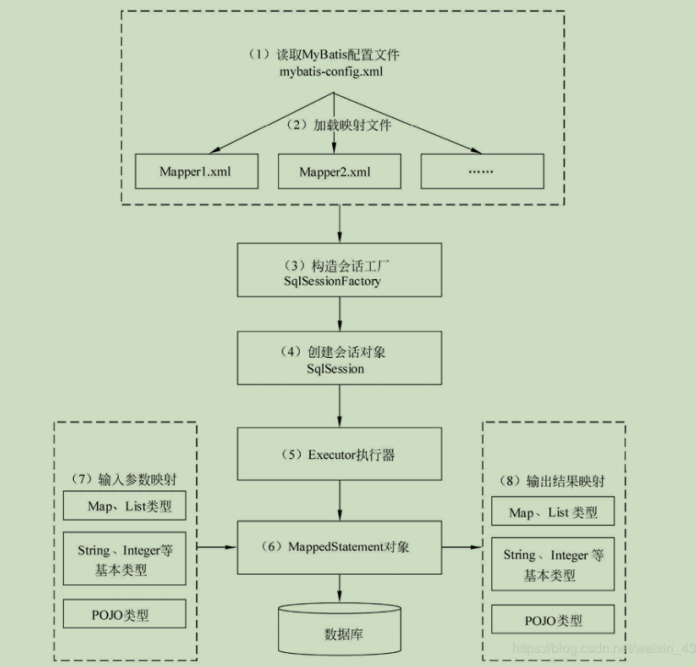 （1）读取MyBatis配置文件
mybatis-config.xml
（2）加载映射文件
Mapper1.xml
Mapper2.xml
……
（3）构造会话工厂
SqlSessionFactory
（4）创建会话对象
SqlSession
（5）Executor执行器
（7）输入参数映射
Map、List类型
String、Integer等
基本类型
POJO类型
（6）MappedStatement对象
（8）输出结果映射
Map、List 类型
String、Integer 等
基本类型
POJO类型
数据库
https://blog.csdn.net/weixin_43